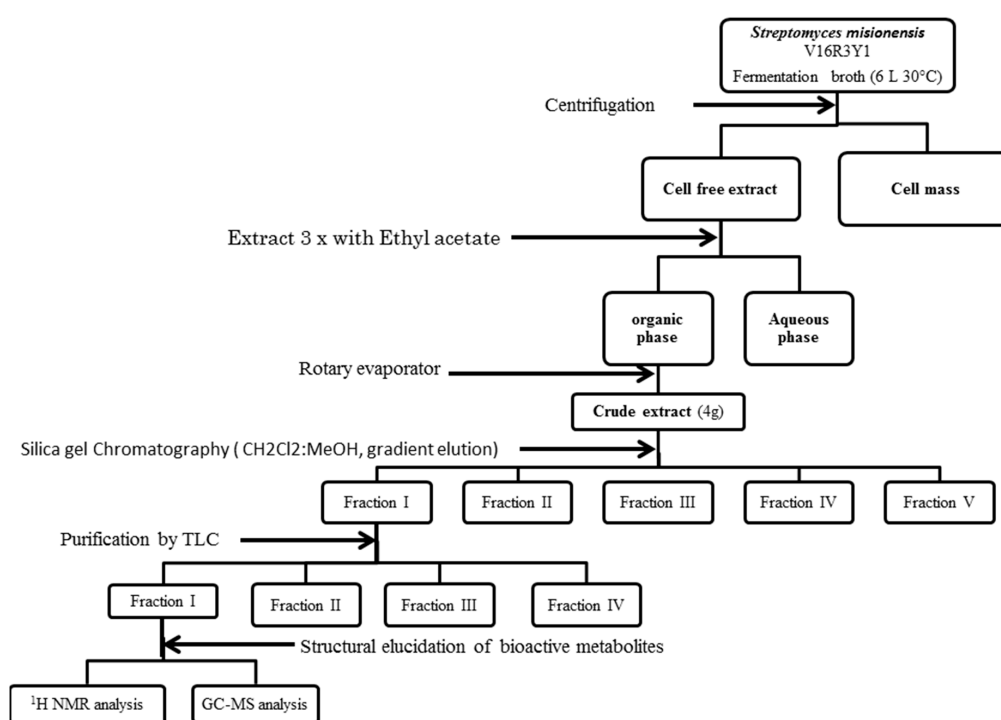 Streptomyces misionensis
V16R3Y1
Fermentation broth (6 L 30°C)
Centrifugation
Cell free extract
Cell mass
Extract 3 x with Ethyl acetate
organic
phase
Aqueous
phase
Rotary evaporator
Crude extract (4g)
Silica gel Chromatography ( CH2Cl2:MeOH, gradient elution)
Fraction I
Fraction II
Fraction III
Fraction IV
Fraction V
Purification by TLC
Fraction I
Fraction II
Fraction III
Fraction IV
Structural elucidation of bioactive metabolites
¹H NMR analysis
GC-MS analysis